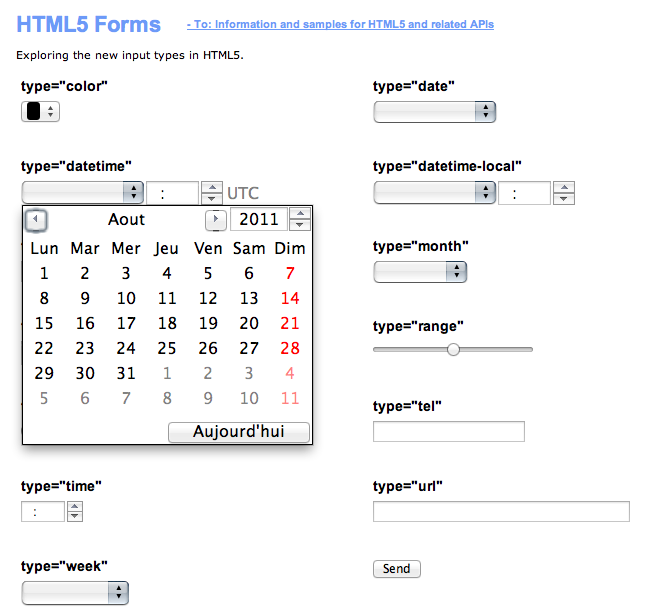 HTML5 Forms - To: Information and samples for HTML5 and related APIs
Exploring the new input types in HTML5.
type="color"
type="date"
type="datetime"
: UTC
type="datetime-local"
:
Aout 2011
Lun Mar Mer Jeu Ven Sam Dim
1 2 3 4 5 6 7
8 9 10 11 12 13 14
15 16 17 18 19 20 21
22 23 24 25 26 27 28
29 30 31 1 2 3 4
5 6 7 8 9 10 11
Aujourd'hui
type="month"
type="range"
type="tel"
type="time"
:
type="url"
type="week"
Send